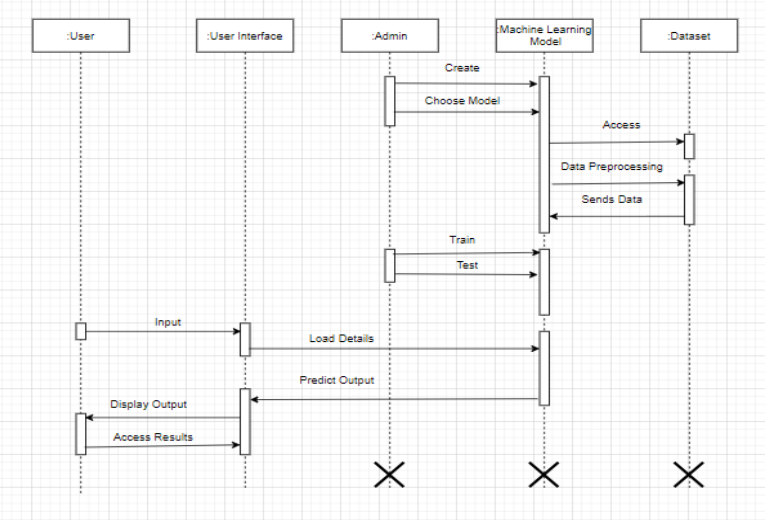 :User
:User Interface
:Admin
:Machine Learning
Model
:Dataset
Create
Choose Model
Access
Data Preprocessing
Sends Data
Train
Test
Input
Load Details
Predict Output
Display Output
Access Results